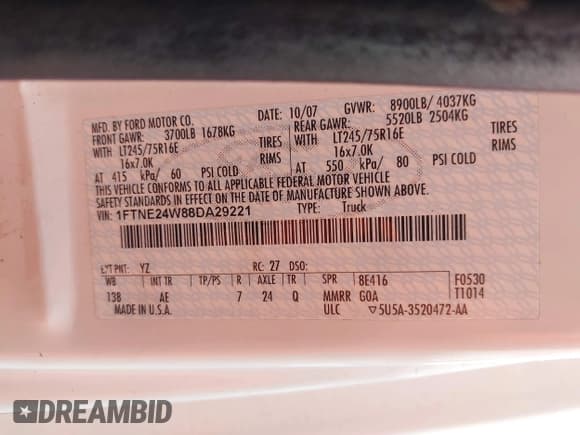 MFD. BY FORD MOTOR CO.
DATE: 10/07 GVWR: 8900LB/ 4037KG
FRONT GAWR: 3700LB 1678KG
REAR GAWR: 5520LB 2504KG
WITH LT245/75R16E TIRES
WITH LT245/75R16E TIRES
16x7.0K RIMS
16x7.0K RIMS
AT 415 kPa/ 60 PSI COLD
AT 550 kPa/ 80 PSI COLD
THIS VEHICLE CONFORMS TO ALL APPLICABLE FEDERAL MOTOR VEHICLE
SAFETY STANDARDS IN EFFECT ON THE DATE OF MANUFACTURE SHOWN ABOVE.
VIN: 1FTNE24W88DA29221
TYPE: Truck
EXT PNT: YZ RC: 27 DSO:
WB INT TR TP/PS R AXLE TR SPR 8E416 F0530
138 AE 7 24 Q MMRR G0A T1014
MADE IN U.S.A. ULC ▽5U5A-3520472-AA
DREAMBID